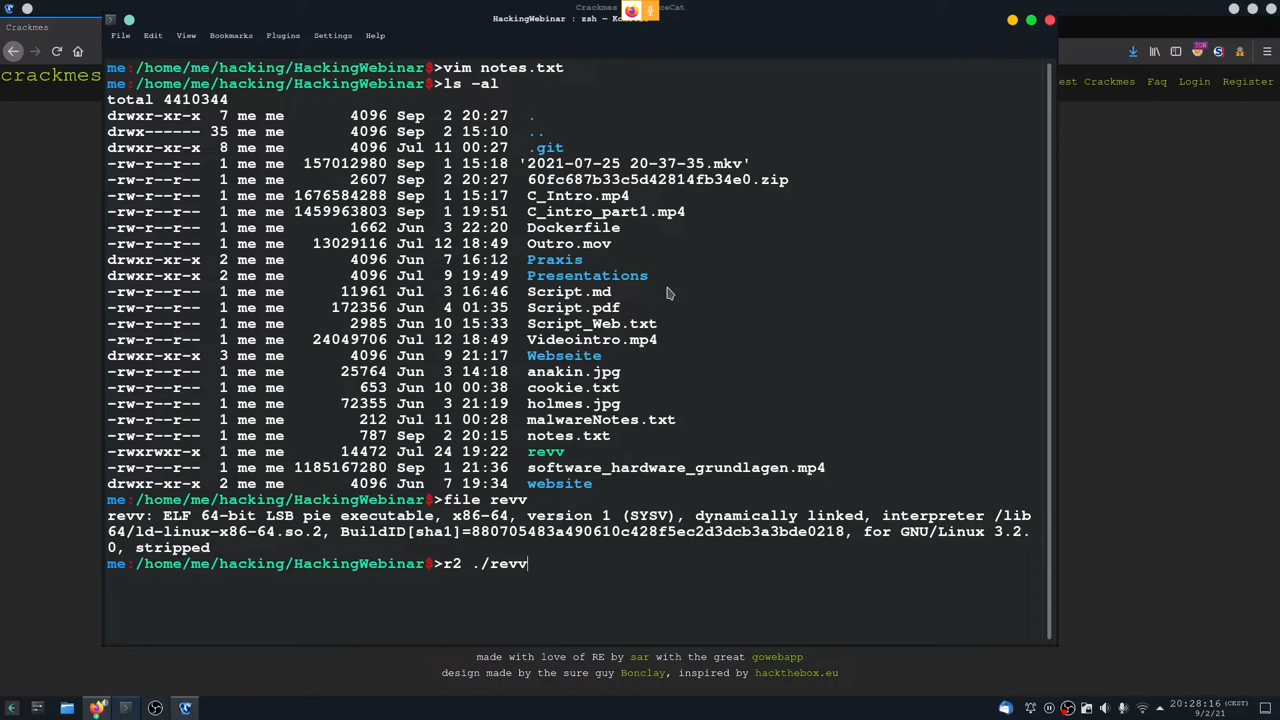 Crackmes
HackingWebinar : zsh — Ko
File Edit View Bookmarks Plugins Settings Help
Crackmes
crackmes
Crackmes Faq Login Register
me:/home/me/hacking/HackingWebinar$>vim notes.txt
me:/home/me/hacking/HackingWebinar$>ls -al
total 4410344
drwxr-xr-x 7 me me 4096 Sep 2 20:27 .
drwx------ 35 me me 4096 Sep 2 15:10 ..
drwxr-xr-x 8 me me 4096 Jul 11 00:27 .git
-rw-r--r-- 1 me me 157012980 Sep 1 15:18 '2021-07-25 20-37-35.mkv'
-rw-r--r-- 1 me me 2607 Sep 2 20:27 60fc687b33c5d42814fb34e0.zip
-rw-r--r-- 1 me me 1676584288 Sep 1 15:17 C_Intro.mp4
-rw-r--r-- 1 me me 1459963803 Sep 1 19:51 C_intro_part1.mp4
-rw-r--r-- 1 me me 1662 Jun 3 22:20 Dockerfile
-rw-r--r-- 1 me me 13029116 Jul 12 18:49 Outro.mov
drwxr-xr-x 2 me me 4096 Jun 7 16:12 Praxis
drwxr-xr-x 2 me me 4096 Jul 9 19:49 Presentations
-rw-r--r-- 1 me me 11961 Jul 3 16:46 Script.md
-rw-r--r-- 1 me me 172356 Jun 4 01:35 Script.pdf
-rw-r--r-- 1 me me 2985 Jun 10 15:33 Script_Web.txt
-rw-r--r-- 1 me me 24049706 Jul 12 18:49 Videointro.mp4
drwxr-xr-x 3 me me 4096 Jun 9 21:17 Webseite
-rw-r--r-- 1 me me 25764 Jun 3 14:18 anakin.jpg
-rw-r--r-- 1 me me 653 Jun 10 00:38 cookie.txt
-rw-r--r-- 1 me me 72355 Jun 3 21:19 holmes.jpg
-rw-r--r-- 1 me me 212 Jul 11 00:28 malwareNotes.txt
-rw-r--r-- 1 me me 787 Sep 2 20:15 notes.txt
-rwxrwxr-x 1 me me 14472 Jul 24 19:22 revv
-rw-r--r-- 1 me me 1185167280 Sep 1 21:36 software_hardware_grundlagen.mp4
drwxr-xr-x 2 me me 4096 Jun 7 19:34 website
me:/home/me/hacking/HackingWebinar$>file revv
revv: ELF 64-bit LSB pie executable, x86-64, version 1 (SYSV), dynamically linked, interpreter /lib
64/ld-linux-x86-64.so.2, BuildID[sha1]=880705483a490610c428f5ec2d3dcb3a3bde0218, for GNU/Linux 3.2.
0, stripped
me:/home/me/hacking/HackingWebinar$>r2 ./revv
made with love of RE by sar with the great gowebapp
design made by the sure guy Bonclay, inspired by hackthebox.eu
20:28:16 (CEST)
9/2/21